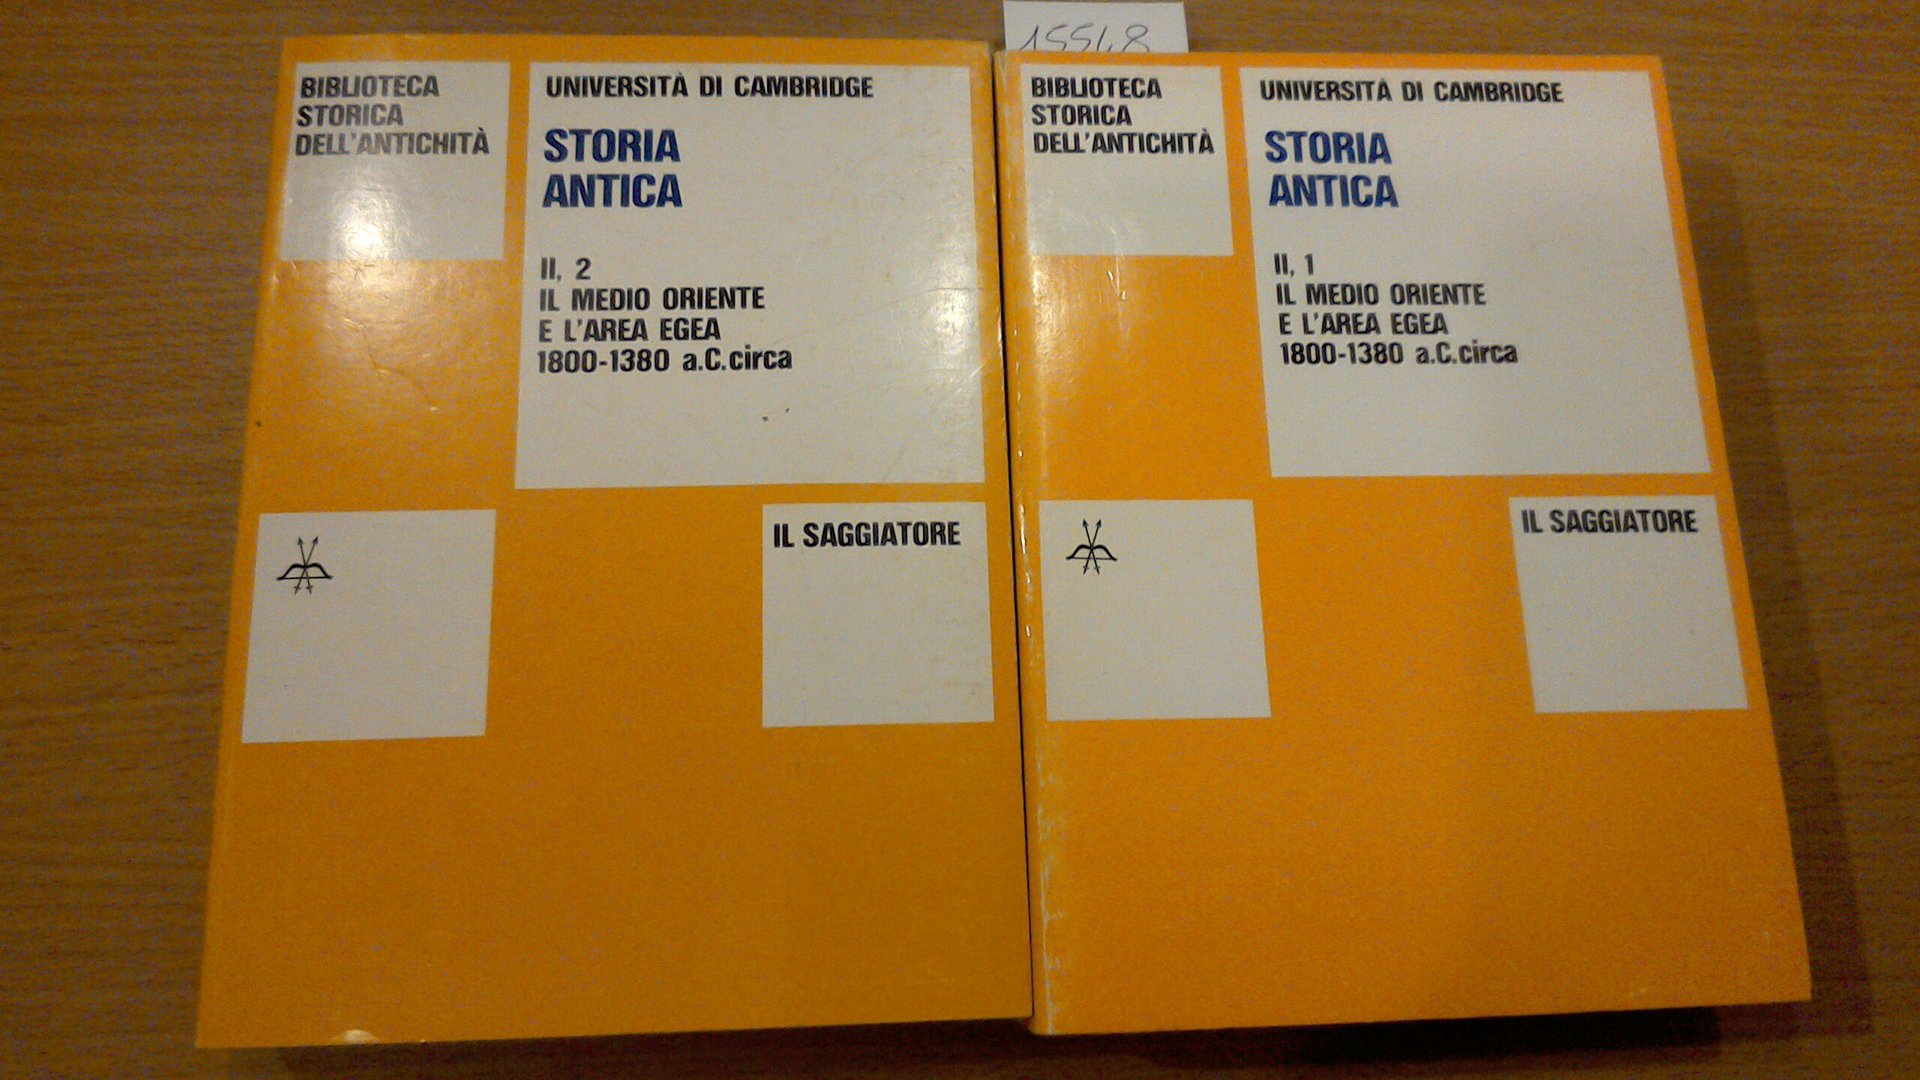 15548
BIBLIOTECA
STORICA
DELL'ANTICHITÀ
UNIVERSITÀ DI CAMBRIDGE
STORIA
ANTICA
II, 2
IL MEDIO ORIENTE
E L'AREA EGEA
1800-1380 a.C.circa
IL SAGGIATORE
BIBLIOTECA
STORICA
DELL'ANTICHITÀ
UNIVERSITÀ DI CAMBRIDGE
STORIA
ANTICA
II, 1
IL MEDIO ORIENTE
E L'AREA EGEA
1800-1380 a.C.circa
IL SAGGIATORE